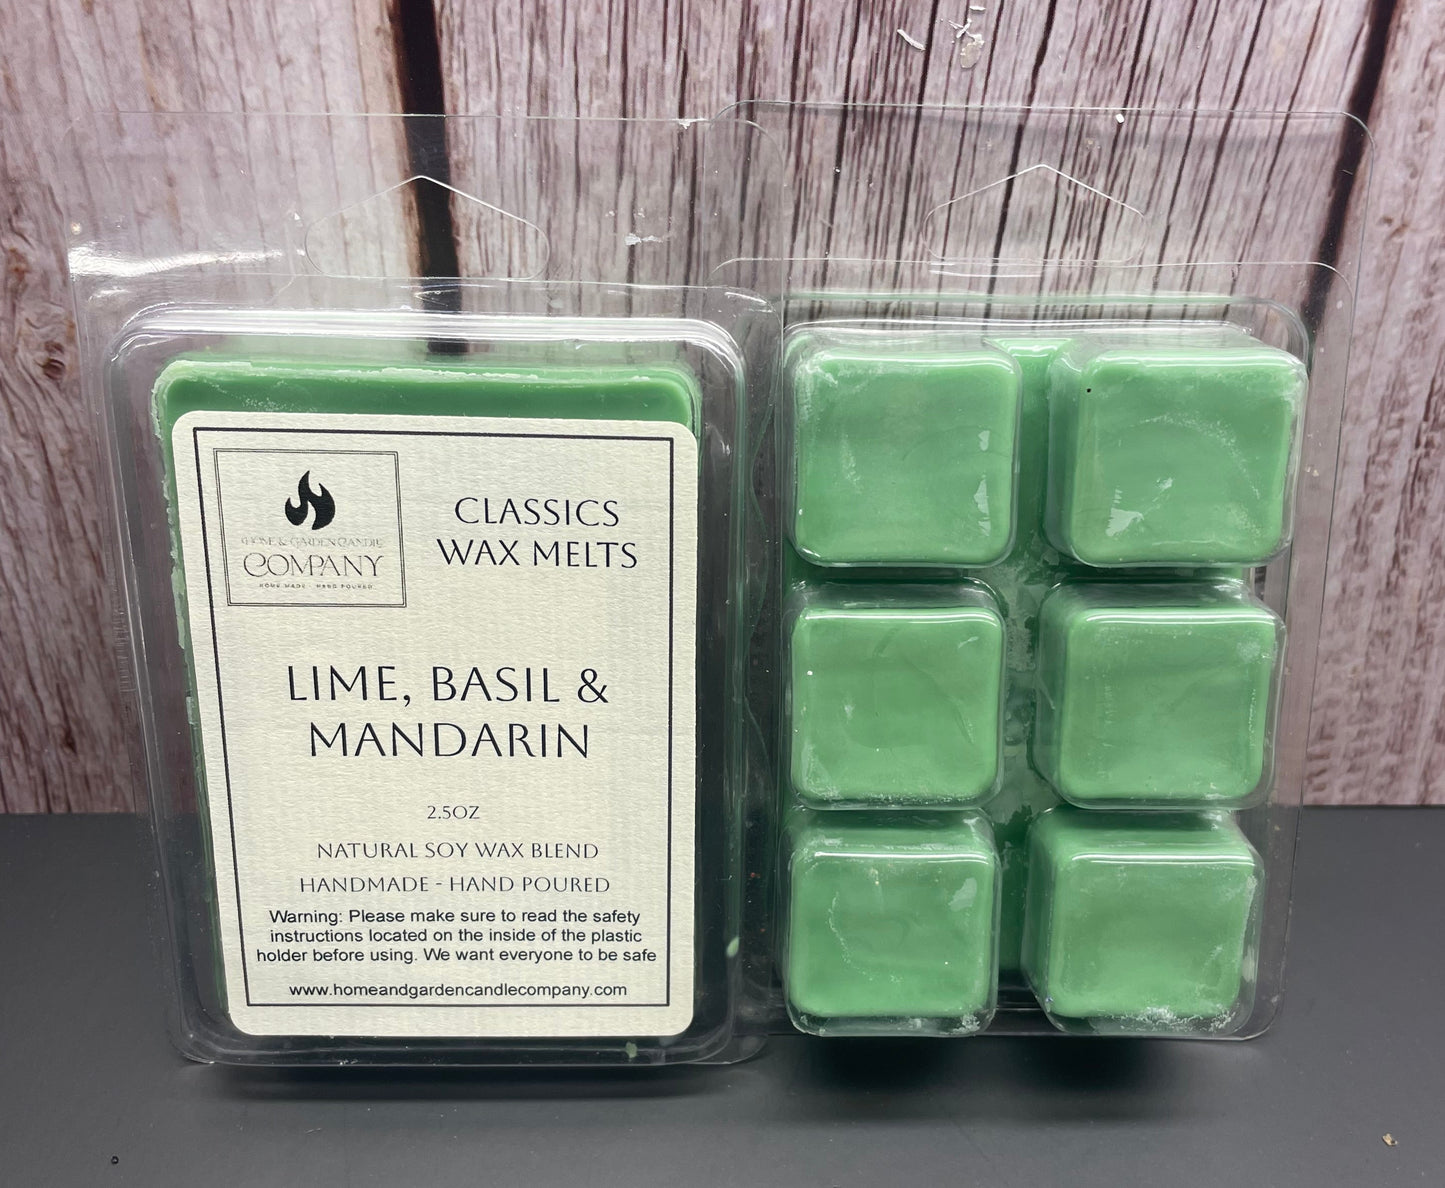 HOME & GARDEN CANDLE
COMPANY
HOME MADE - HAND POURED
CLASSICS
WAX MELTS
LIME, BASIL &
MANDARIN
2.5OZ
NATURAL SOY WAX BLEND
HANDMADE - HAND POURED
Warning: Please make sure to read the safety
instructions located on the inside of the plastic
holder before using. We want everyone to be safe
www.homeandgardencandlecompany.com